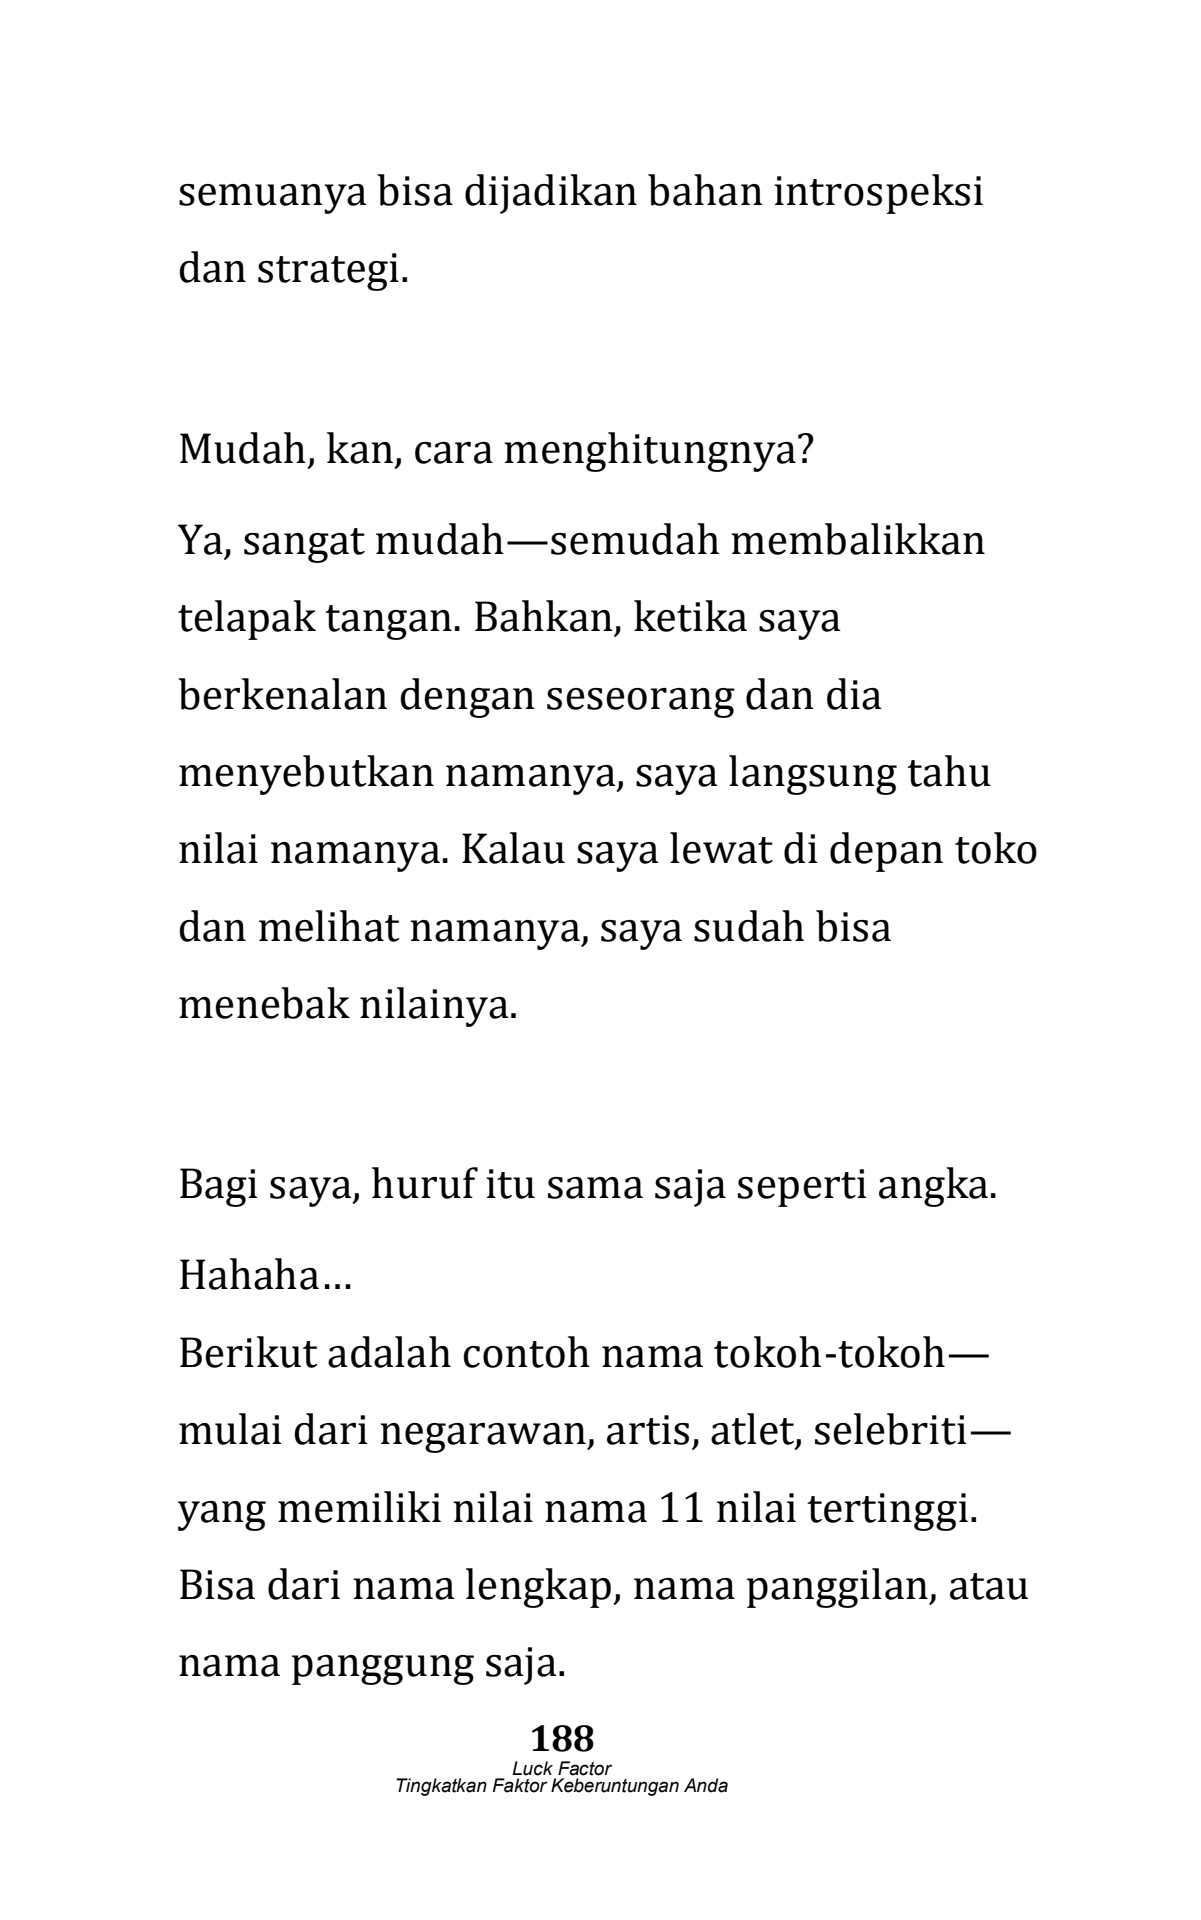 semuanya bisa dijadikan bahan introspeksi
dan strategi.
Mudah, kan, cara menghitungnya?
Ya, sangat mudah—semudah membalikkan
telapak tangan. Bahkan, ketika saya
berkenalan dengan seseorang dan dia
menyebutkan namanya, saya langsung tahu
nilai namanya. Kalau saya lewat di depan toko
dan melihat namanya, saya sudah bisa
menebak nilainya.
Bagi saya, huruf itu sama saja seperti angka.
Hahaha…
Berikut adalah contoh nama tokoh-tokoh—
mulai dari negarawan, artis, atlet, selebriti—
yang memiliki nilai nama 11 nilai tertinggi.
Bisa dari nama lengkap, nama panggilan, atau
nama panggung saja.
188
Luck Factor
Tingkatkan Faktor Keberuntungan Anda